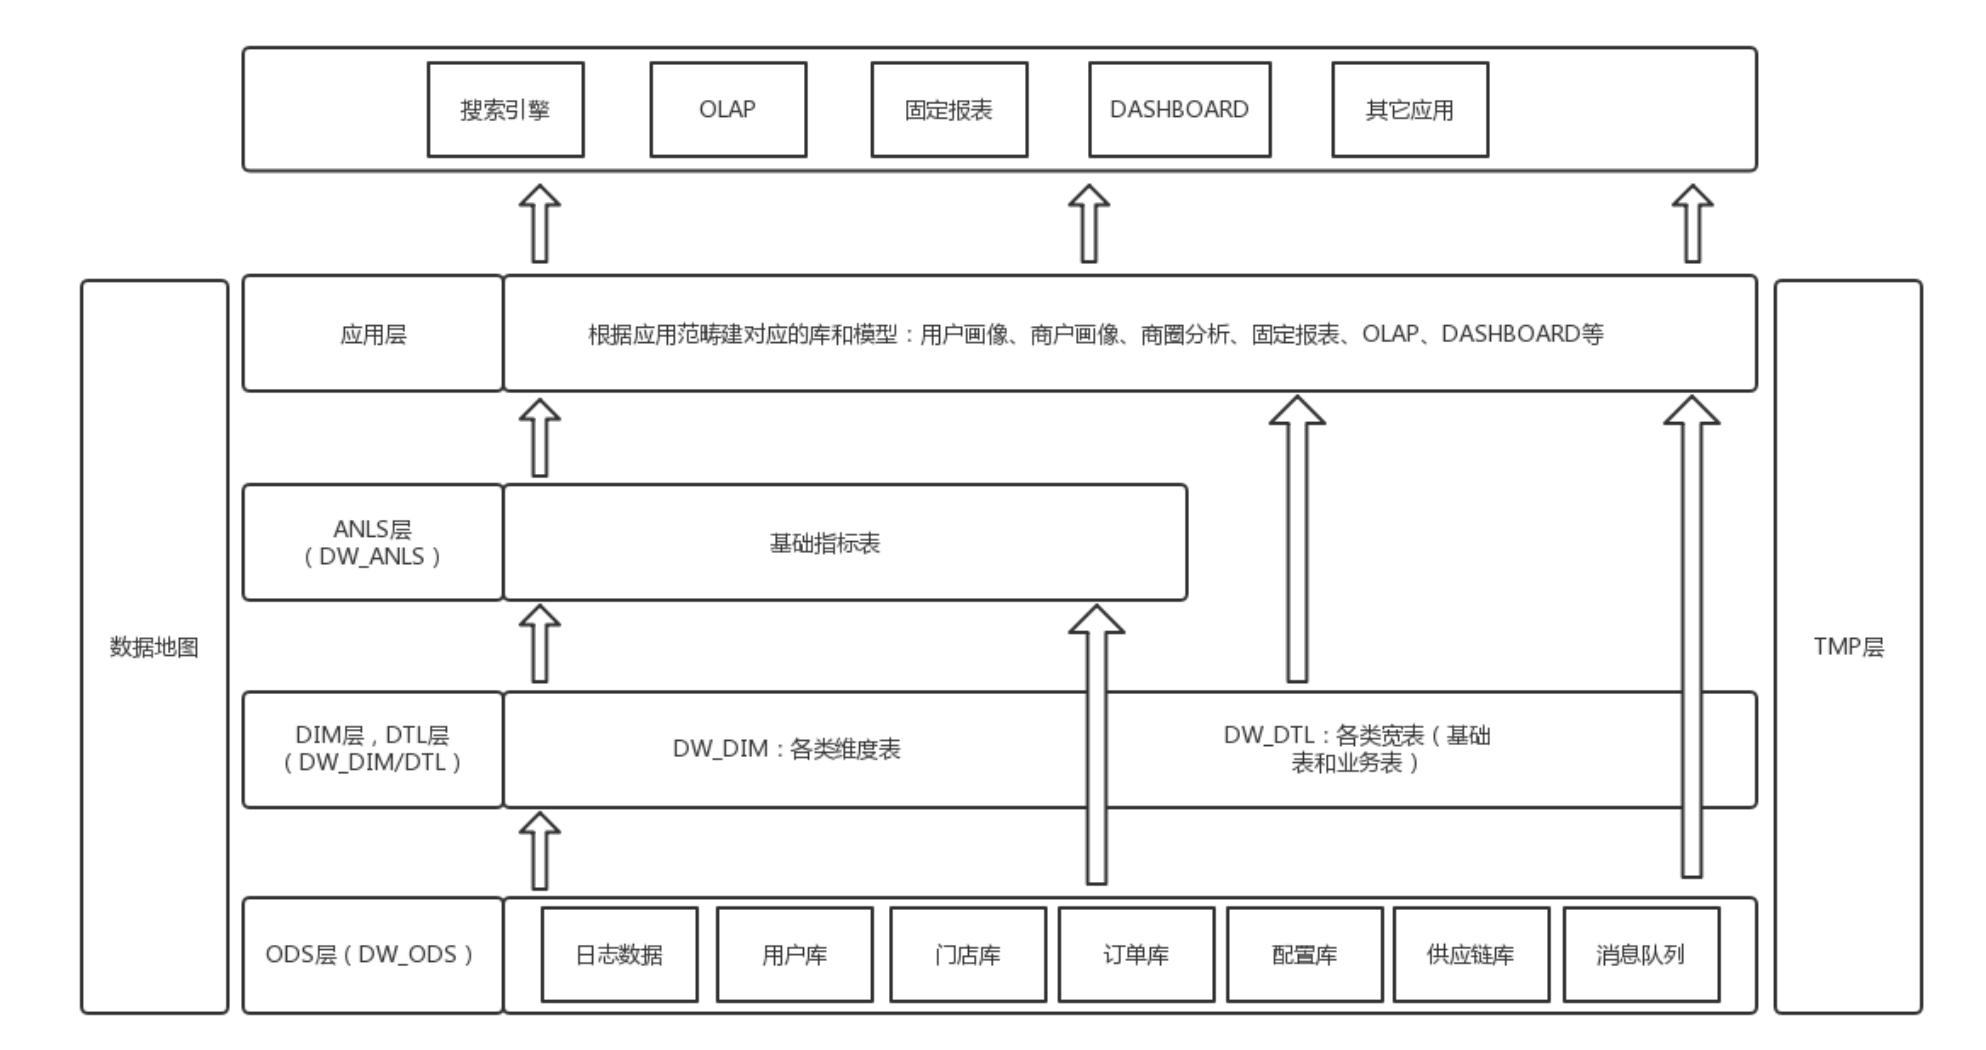 搜索引擎
OLAP
固定报表
DASHBOARD
其它应用
应用层
根据应用范畴建对应的库和模型：用户画像、商户画像、商圈分析、固定报表、OLAP、DASHBOARD等
ANLS层
（DW_ANLS）
基础指标表
数据地图
TMP层
DIM层，DTL层
（DW_DIM/DTL）
DW_DIM：各类维度表
DW_DTL：各类宽表（基础
表和业务表）
ODS层（DW_ODS）
日志数据
用户库
门店库
订单库
配置库
供应链库
消息队列